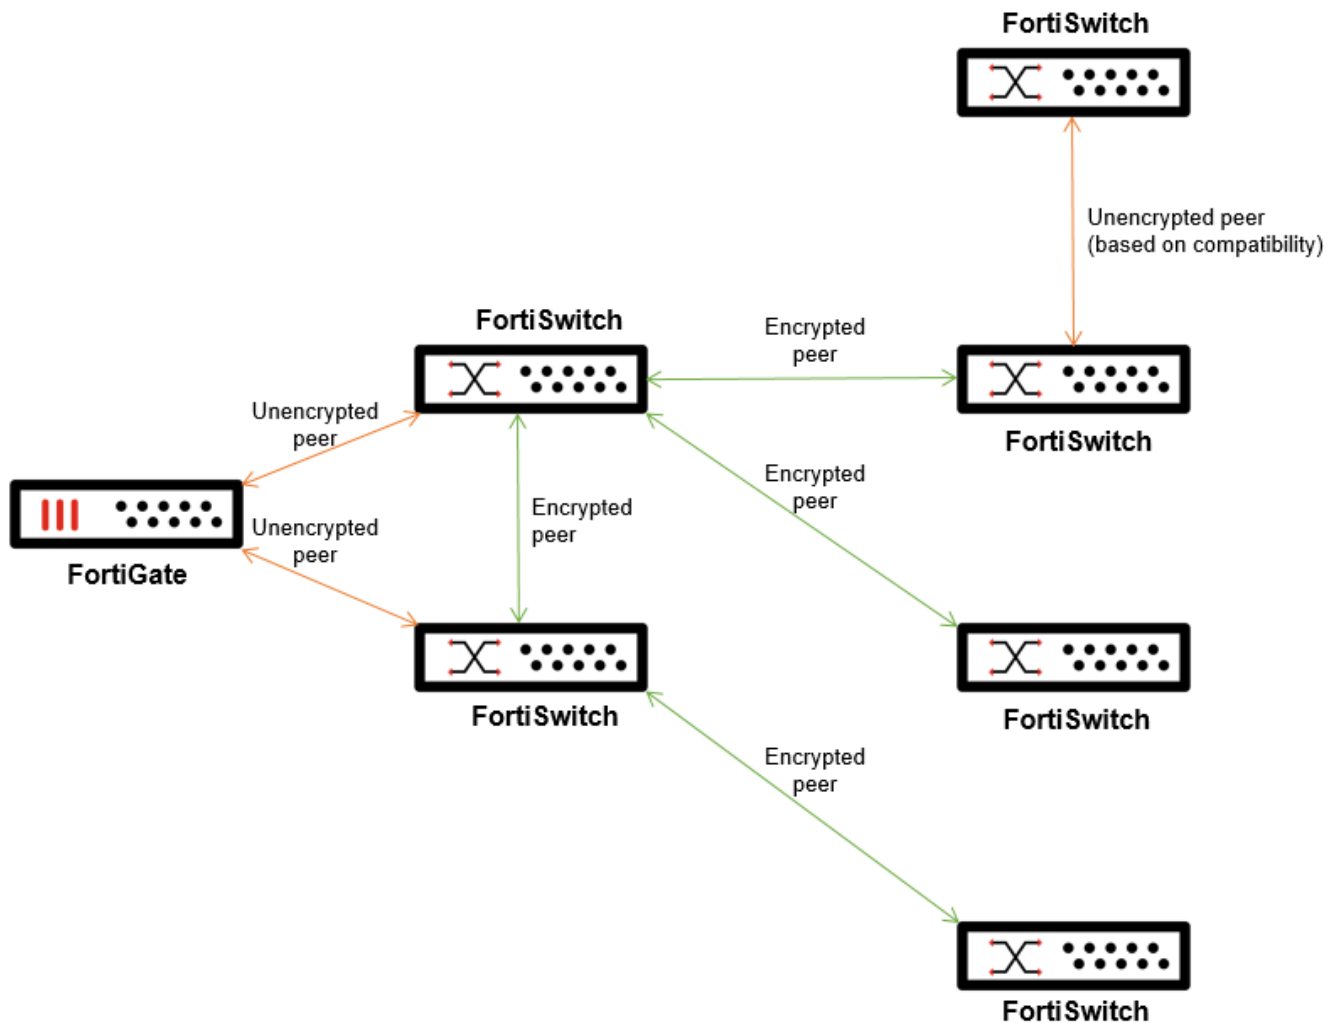 FortiSwitch
Unencrypted peer
(based on compatibility)
FortiSwitch
Encrypted
peer
Unencrypted
peer
FortiSwitch
Encrypted
peer
Encrypted
peer
Unencrypted
peer
FortiGate
FortiSwitch
FortiSwitch
Encrypted
peer
FortiSwitch